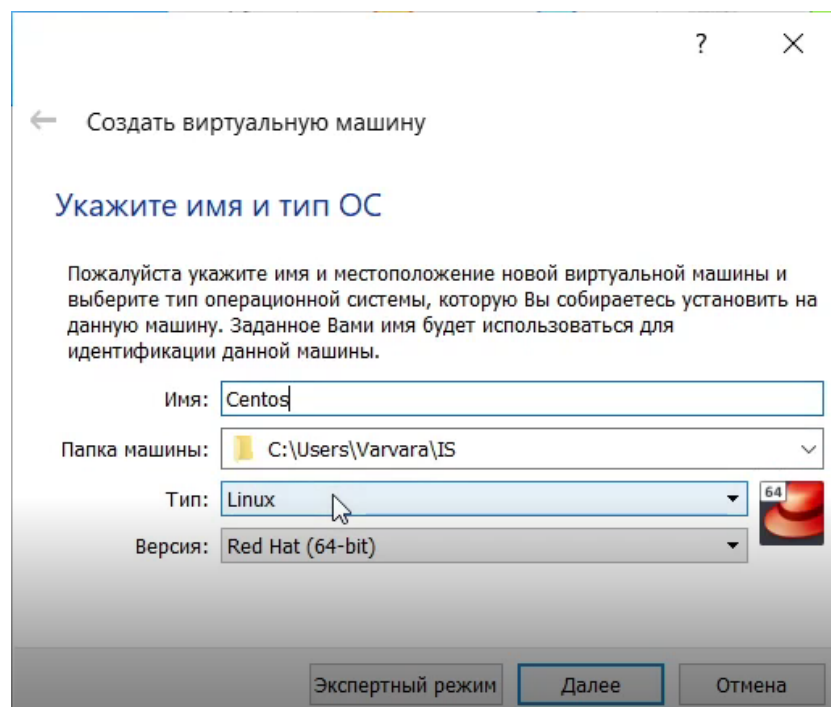 ?
Создать виртуальную машину
Укажите имя и тип ОС
Пожалуйста укажите имя и местоположение новой виртуальной машины и
выберите тип операционной системы, которую Вы собираетесь установить на
данную машину. Заданное Вами имя будет использоваться для
идентификации данной машины.
Имя: Centos
Папка машины: C:\Users\Varvara\IS
Тип: Linux 64
Версия: Red Hat (64-bit)
Экспертный режим Далее Отмена